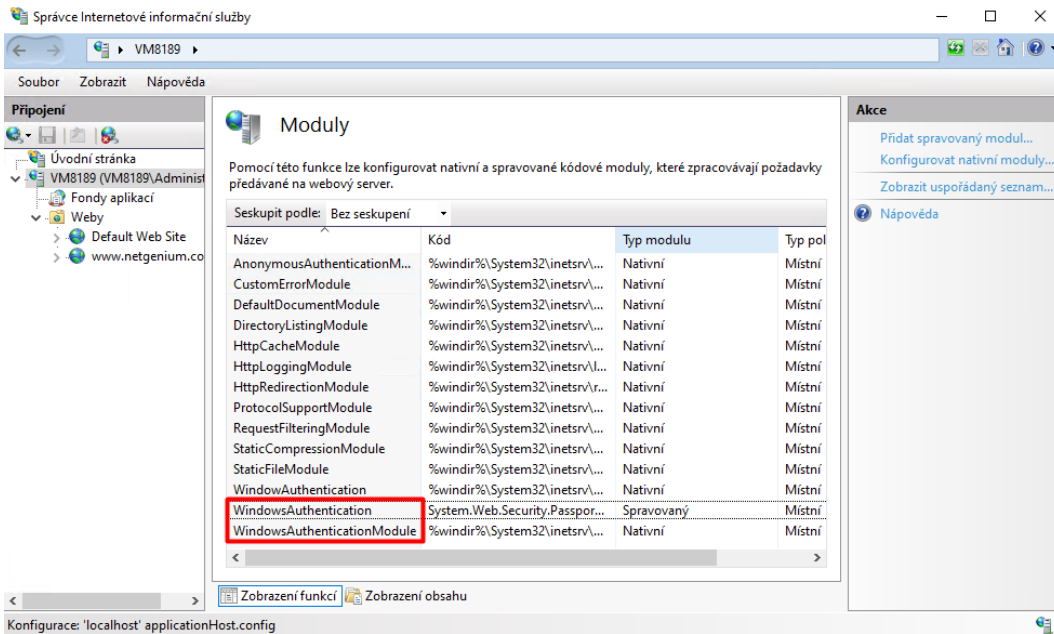 Správce Internetové informační služby
VM8189
Soubor Zobrazit Nápověda
Připojení
Úvodní stránka
VM8189 (VM8189\Administ
Fondy aplikací
Weby
Default Web Site
www.netgenium.co
Moduly
Pomocí této funkce lze konfigurovat nativní a spravované kódové moduly, které zpracovávají požadavky
předávané na webový server.
Seskupit podle: Bez seskupení
Název Kód Typ modulu Typ pol
AnonymousAuthenticationM... %windir%\System32\inetsrv\... Nativní Místní
CustomErrorModule %windir%\System32\inetsrv\... Nativní Místní
DefaultDocumentModule %windir%\System32\inetsrv\... Nativní Místní
DirectoryListingModule %windir%\System32\inetsrv\... Nativní Místní
HttpCacheModule %windir%\System32\inetsrv\... Nativní Místní
HttpLoggingModule %windir%\System32\inetsrv\l... Nativní Místní
HttpRedirectionModule %windir%\System32\inetsrv\r... Nativní Místní
ProtocolSupportModule %windir%\System32\inetsrv\... Nativní Místní
RequestFilteringModule %windir%\System32\inetsrv\... Nativní Místní
StaticCompressionModule %windir%\System32\inetsrv\... Nativní Místní
StaticFileModule %windir%\System32\inetsrv\... Nativní Místní
WindowAuthentication %windir%\System32\inetsrv\... Nativní Místní
WindowsAuthentication System.Web.Security.Passpor... Spravovaný Místní
WindowsAuthenticationModule %windir%\System32\inetsrv\... Nativní Místní
Zobrazení funkcí Zobrazení obsahu
Akce
Přidat spravovaný modul...
Konfigurovat nativní moduly...
Zobrazit uspořádaný seznam...
Nápověda
Konfigurace: 'localhost' applicationHost.config